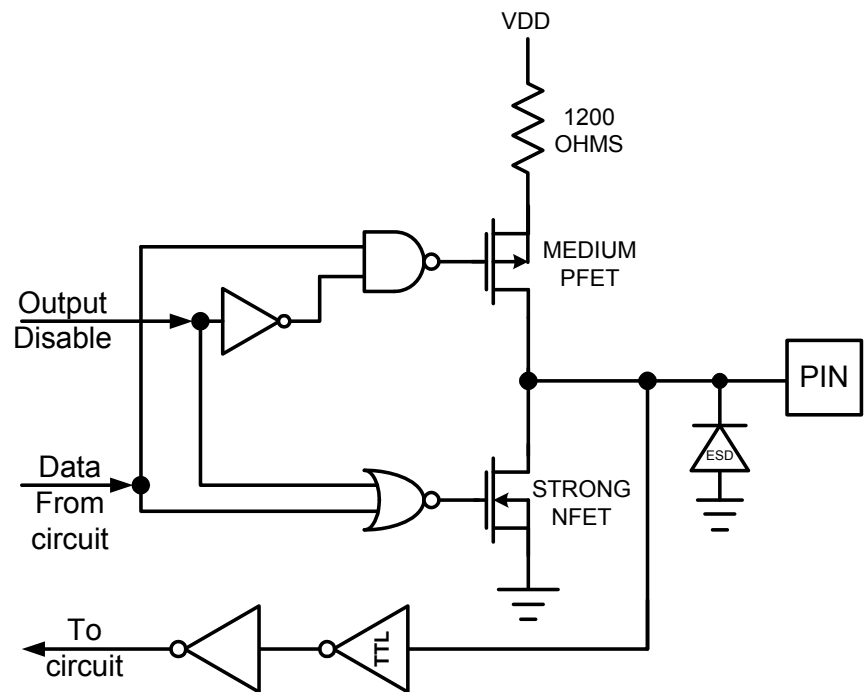 VDD
1200
OHMS
MEDIUM
PFET
Output
Disable
PIN
ESD
Data
From
circuit
STRONG
NFET
To
circuit
TTL